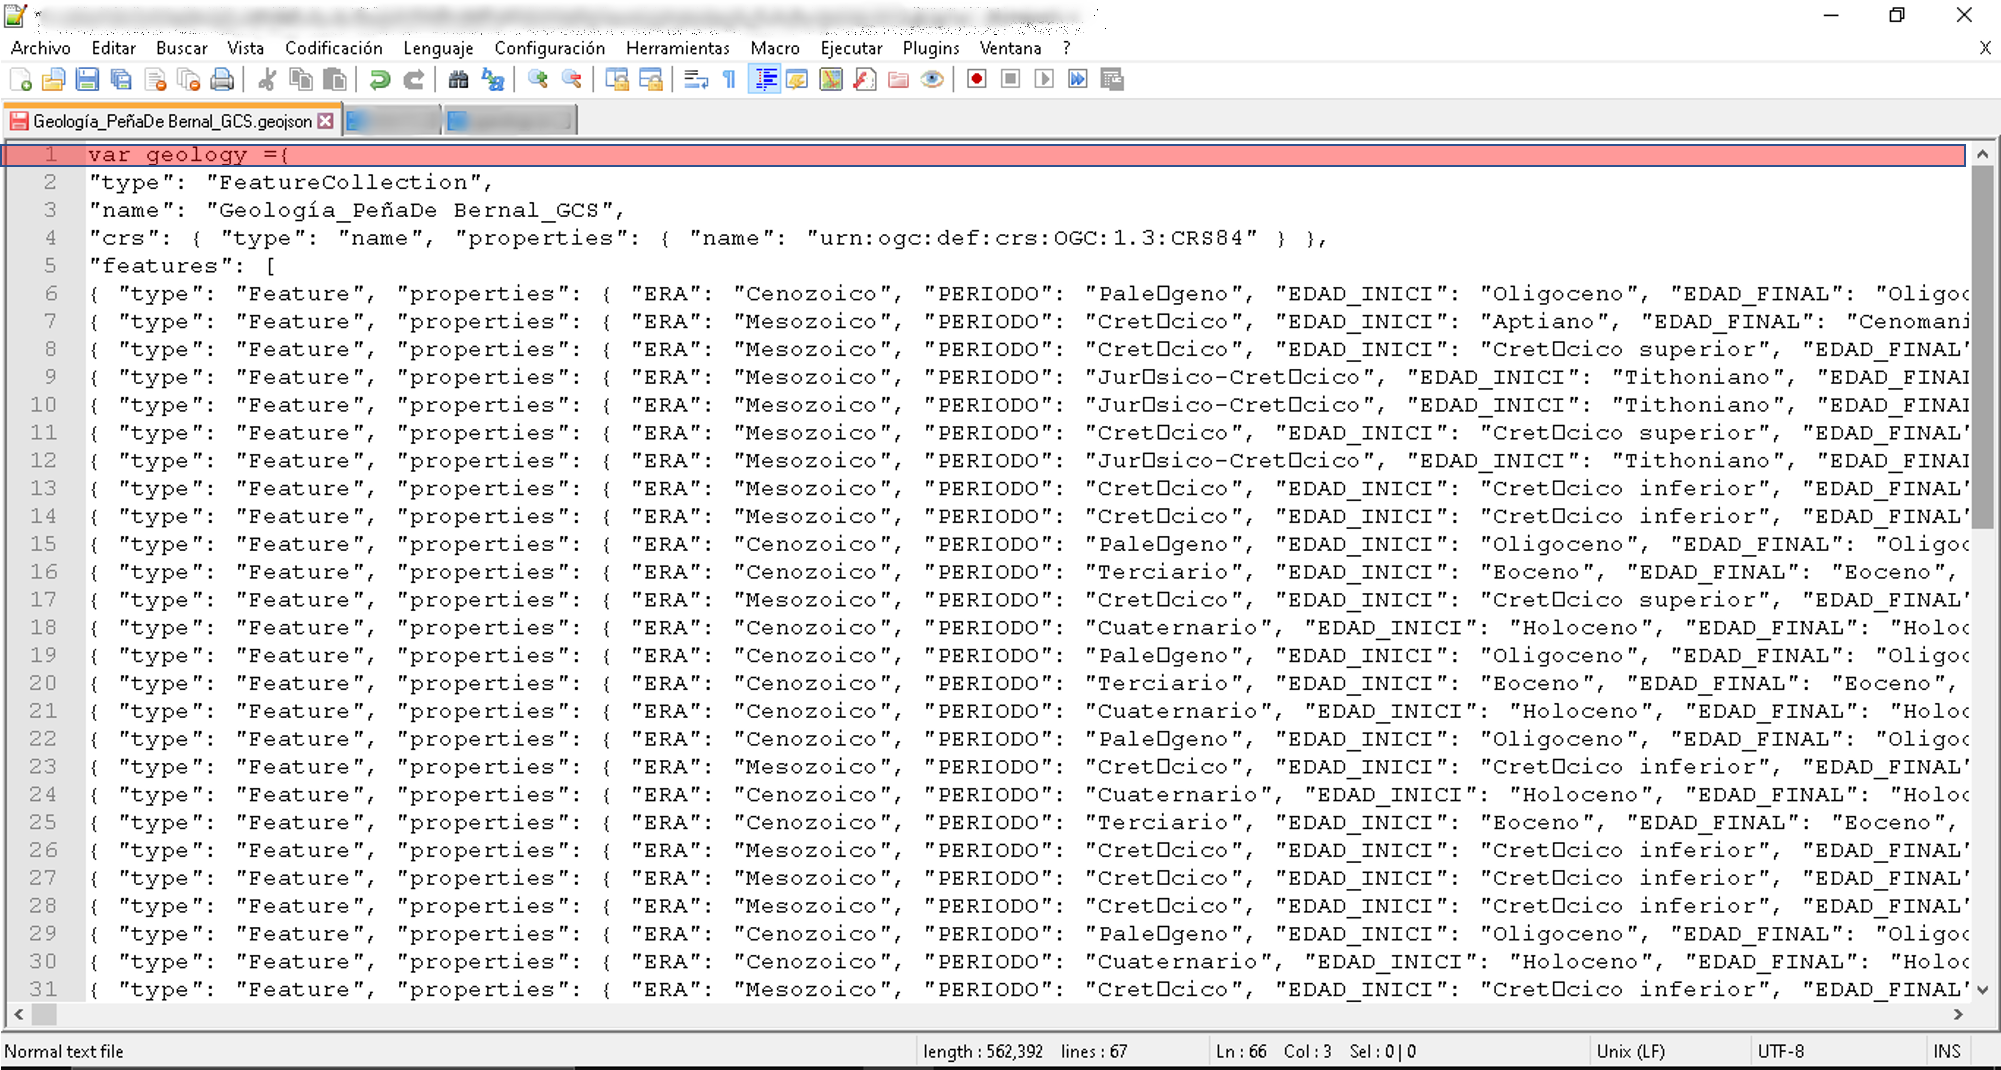 Archivo Editar Buscar Vista Codificación Lenguaje Configuración Herramientas Macro Ejecutar Plugins Ventana ? X
Geología_PeñaDe Bernal_GCS.geojson
1 var geology ={
2 "type": "FeatureCollection",
3 "name": "Geología_PeñaDe Bernal_GCS",
4 "crs": { "type": "name", "properties": { "name": "urn:ogc:def:crs:OGC:1.3:CRS84" } },
5 "features": [
6 { "type": "Feature", "properties": { "ERA": "Cenozoico", "PERIODO": "Pale□geno", "EDAD_INICI": "Oligoceno", "EDAD_FINAL": "Oligoc
7 { "type": "Feature", "properties": { "ERA": "Mesozoico", "PERIODO": "Cret□cico", "EDAD_INICI": "Aptiano", "EDAD_FINAL": "Cenomani
8 { "type": "Feature", "properties": { "ERA": "Mesozoico", "PERIODO": "Cret□cico", "EDAD_INICI": "Cret□cico superior", "EDAD_FINAL"
9 { "type": "Feature", "properties": { "ERA": "Mesozoico", "PERIODO": "Jur□sico-Cret□cico", "EDAD_INICI": "Tithoniano", "EDAD_FINAL
10 { "type": "Feature", "properties": { "ERA": "Mesozoico", "PERIODO": "Jur□sico-Cret□cico", "EDAD_INICI": "Tithoniano", "EDAD_FINAL
11 { "type": "Feature", "properties": { "ERA": "Mesozoico", "PERIODO": "Cret□cico", "EDAD_INICI": "Cret□cico superior", "EDAD_FINAL"
12 { "type": "Feature", "properties": { "ERA": "Mesozoico", "PERIODO": "Jur□sico-Cret□cico", "EDAD_INICI": "Tithoniano", "EDAD_FINAL
13 { "type": "Feature", "properties": { "ERA": "Mesozoico", "PERIODO": "Cret□cico", "EDAD_INICI": "Cret□cico inferior", "EDAD_FINAL"
14 { "type": "Feature", "properties": { "ERA": "Mesozoico", "PERIODO": "Cret□cico", "EDAD_INICI": "Cret□cico inferior", "EDAD_FINAL"
15 { "type": "Feature", "properties": { "ERA": "Cenozoico", "PERIODO": "Pale□geno", "EDAD_INICI": "Oligoceno", "EDAD_FINAL": "Oligoc
16 { "type": "Feature", "properties": { "ERA": "Cenozoico", "PERIODO": "Terciario", "EDAD_INICI": "Eoceno", "EDAD_FINAL": "Eoceno",
17 { "type": "Feature", "properties": { "ERA": "Mesozoico", "PERIODO": "Cret□cico", "EDAD_INICI": "Cret□cico superior", "EDAD_FINAL"
18 { "type": "Feature", "properties": { "ERA": "Cenozoico", "PERIODO": "Cuaternario", "EDAD_INICI": "Holoceno", "EDAD_FINAL": "Holoc
19 { "type": "Feature", "properties": { "ERA": "Cenozoico", "PERIODO": "Pale□geno", "EDAD_INICI": "Oligoceno", "EDAD_FINAL": "Oligoc
20 { "type": "Feature", "properties": { "ERA": "Cenozoico", "PERIODO": "Terciario", "EDAD_INICI": "Eoceno", "EDAD_FINAL": "Eoceno",
21 { "type": "Feature", "properties": { "ERA": "Cenozoico", "PERIODO": "Cuaternario", "EDAD_INICI": "Holoceno", "EDAD_FINAL": "Holoc
22 { "type": "Feature", "properties": { "ERA": "Cenozoico", "PERIODO": "Pale□geno", "EDAD_INICI": "Oligoceno", "EDAD_FINAL": "Oligoc
23 { "type": "Feature", "properties": { "ERA": "Mesozoico", "PERIODO": "Cret□cico", "EDAD_INICI": "Cret□cico inferior", "EDAD_FINAL"
24 { "type": "Feature", "properties": { "ERA": "Cenozoico", "PERIODO": "Cuaternario", "EDAD_INICI": "Holoceno", "EDAD_FINAL": "Holoc
25 { "type": "Feature", "properties": { "ERA": "Cenozoico", "PERIODO": "Terciario", "EDAD_INICI": "Eoceno", "EDAD_FINAL": "Eoceno",
26 { "type": "Feature", "properties": { "ERA": "Mesozoico", "PERIODO": "Cret□cico", "EDAD_INICI": "Cret□cico inferior", "EDAD_FINAL"
27 { "type": "Feature", "properties": { "ERA": "Mesozoico", "PERIODO": "Cret□cico", "EDAD_INICI": "Cret□cico inferior", "EDAD_FINAL"
28 { "type": "Feature", "properties": { "ERA": "Mesozoico", "PERIODO": "Cret□cico", "EDAD_INICI": "Cret□cico inferior", "EDAD_FINAL"
29 { "type": "Feature", "properties": { "ERA": "Cenozoico", "PERIODO": "Pale□geno", "EDAD_INICI": "Oligoceno", "EDAD_FINAL": "Oligoc
30 { "type": "Feature", "properties": { "ERA": "Cenozoico", "PERIODO": "Cuaternario", "EDAD_INICI": "Holoceno", "EDAD_FINAL": "Holoc
31 { "type": "Feature", "properties": { "ERA": "Mesozoico", "PERIODO": "Cret□cico", "EDAD_INICI": "Cret□cico inferior", "EDAD_FINAL"
Normal text file length : 562,392 lines : 67 Ln : 66 Col : 3 Sel : 0 | 0 Unix (LF) UTF-8 INS